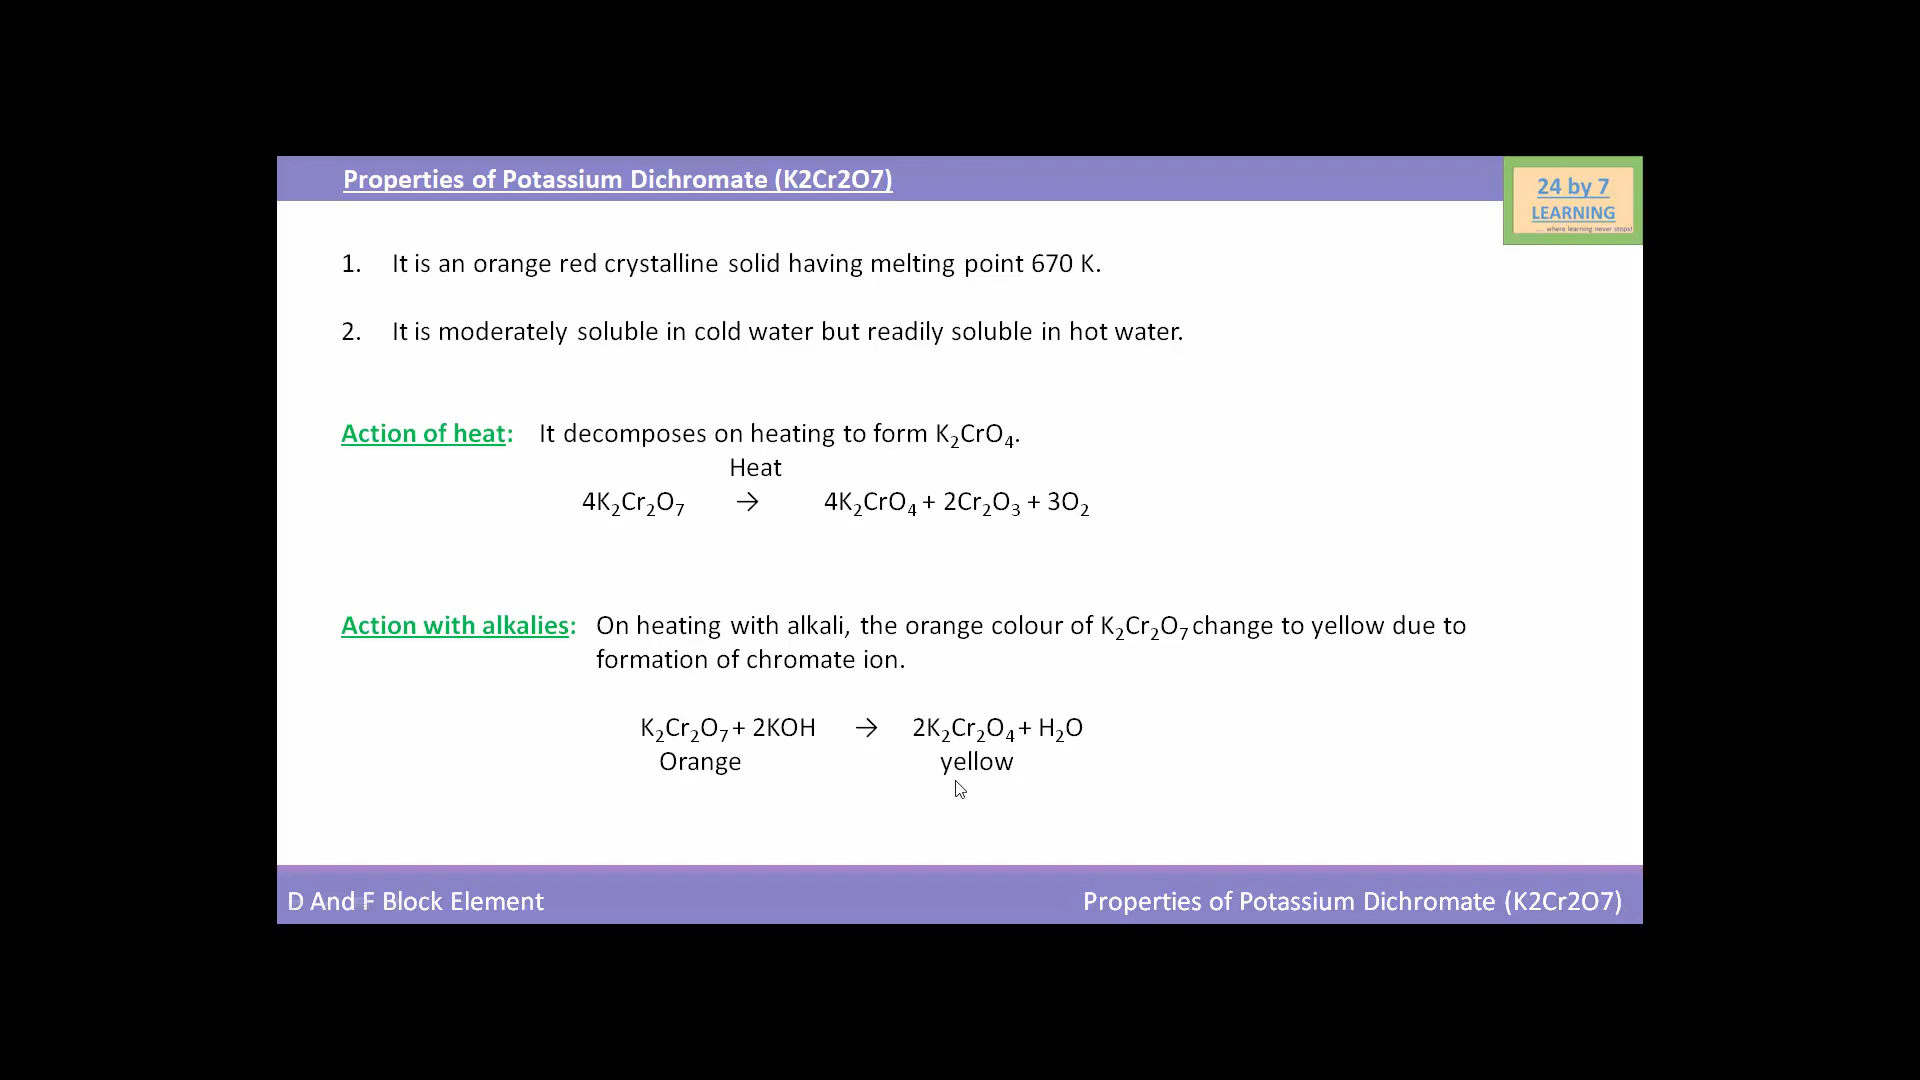 Properties of Potassium Dichromate (K2Cr2O7)
24 by 7
LEARNING
.... where learning never stops!
1. It is an orange red crystalline solid having melting point 670 K.
2. It is moderately soluble in cold water but readily soluble in hot water.
Action of heat: It decomposes on heating to form K₂CrO₄.
Heat
4K₂Cr₂O₇ → 4K₂CrO₄ + 2Cr₂O₃ + 3O₂
Action with alkalies: On heating with alkali, the orange colour of K₂Cr₂O₇ change to yellow due to
formation of chromate ion.
K₂Cr₂O₇ + 2KOH → 2K₂Cr₂O₄ + H₂O
Orange yellow
D And F Block Element Properties of Potassium Dichromate (K2Cr2O7)